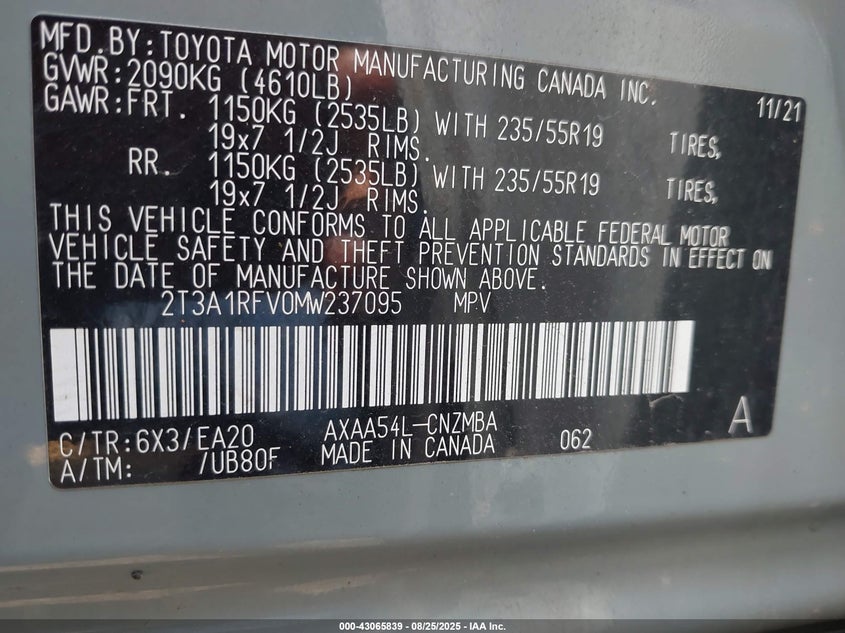 MFD.BY:TOYOTA MOTOR MANUFACTURING CANADA INC.
GVWR:2090KG (4610LB) 11/21
GAWR:FRT. 1150KG (2535LB) WITH 235/55R19 TIRES,
19x7 1/2J RIMS.
RR. 1150KG (2535LB) WITH 235/55R19 TIRES,
19x7 1/2J RIMS.
THIS VEHICLE CONFORMS TO ALL APPLICABLE FEDERAL MOTOR
VEHICLE SAFETY AND THEFT PREVENTION STANDARDS IN EFFECT ON
THE DATE OF MANUFACTURE SHOWN ABOVE.
2T3A1RFV0MW237095 MPV
C/TR:6X3/EA20 AXAA54L-CNZMBA A
A/TM: /UB80F MADE IN CANADA 062
000-43065839 | 08/25/2025 - IAA Inc.